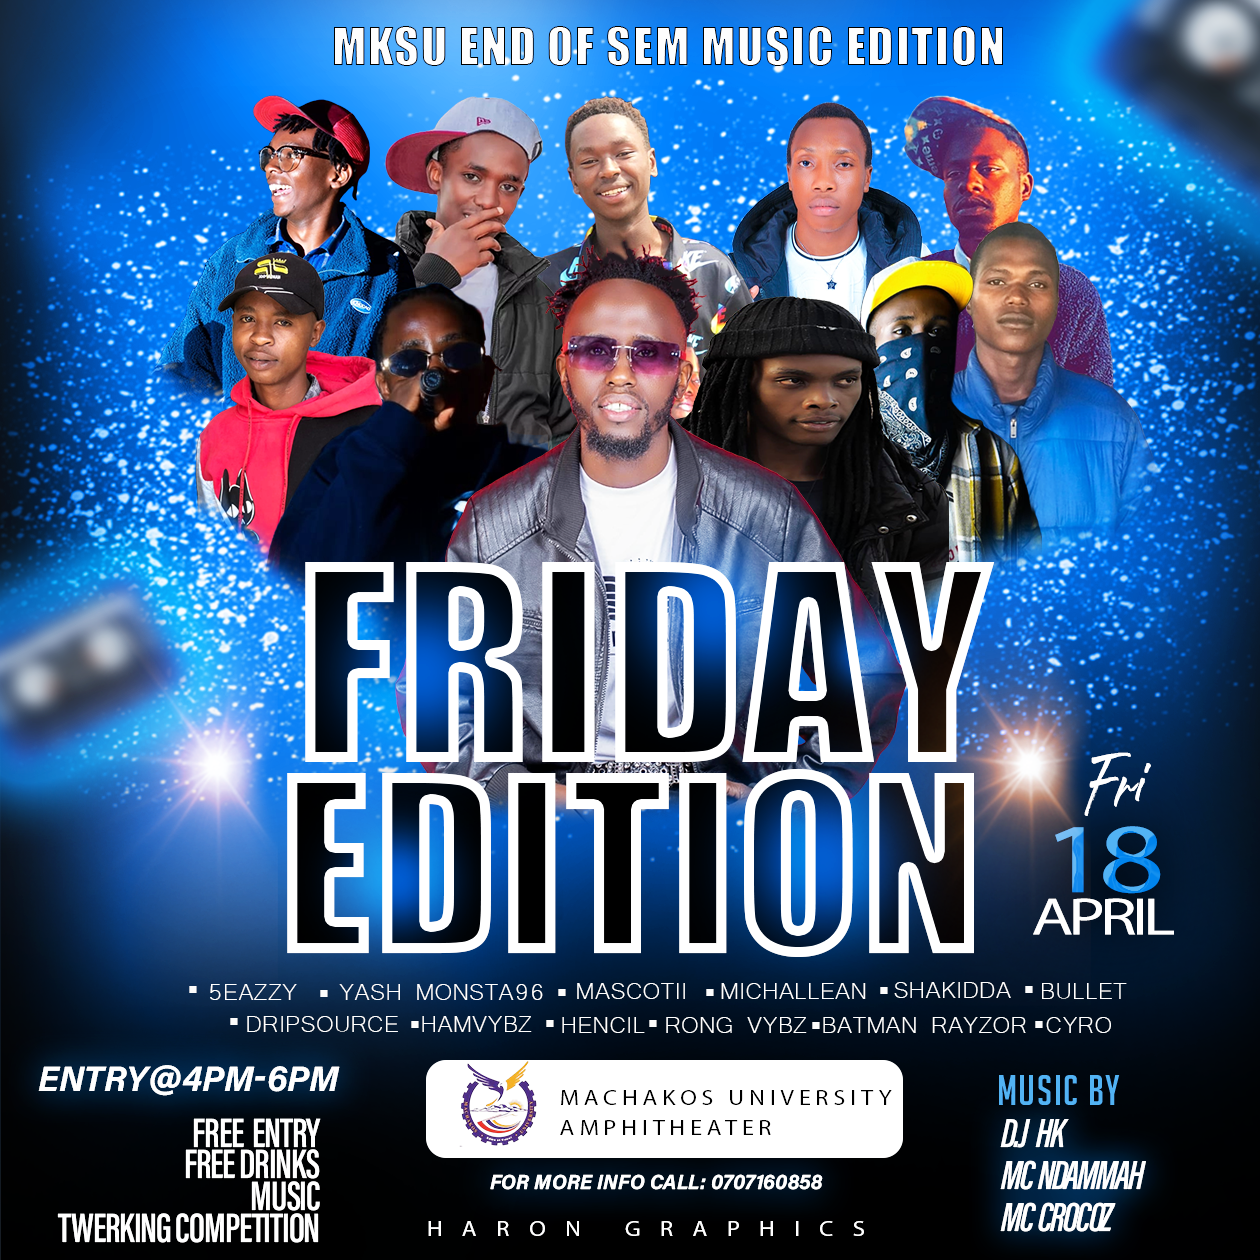 MKSU END OF SEM MUSIC EDITION
FRIDAY
EDITION
Fri
18
APRIL
▪ 5EAZZY ▪ YASH MONSTA96 ▪ MASCOTII ▪ MICHALLEAN ▪ SHAKIDDA ▪ BULLET
▪ DRIPSOURCE ▪ HAMVYBZ ▪ HENCIL ▪ RONG VYBZ ▪ BATMAN RAYZOR ▪ CYRO
ENTRY@4PM-6PM
FREE ENTRY
FREE DRINKS
MUSIC
TWERKING COMPETITION
MACHAKOS UNIVERSITY
AMPHITHEATER
FOR MORE INFO CALL: 0707160858
HARON GRAPHICS
MUSIC BY
DJ HK
MC NDAMMAH
MC CROCOZ